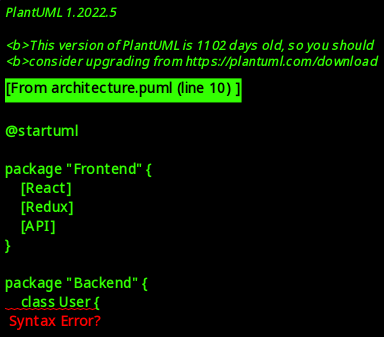 PlantUML 1.2022.5
<b>This version of PlantUML is 1102 days old, so you should
<b>consider upgrading from https://plantuml.com/download
[From architecture.puml (line 10) ]
@startuml
package "Frontend" {
[React]
[Redux]
[API]
}
package "Backend" {
class User {
Syntax Error?